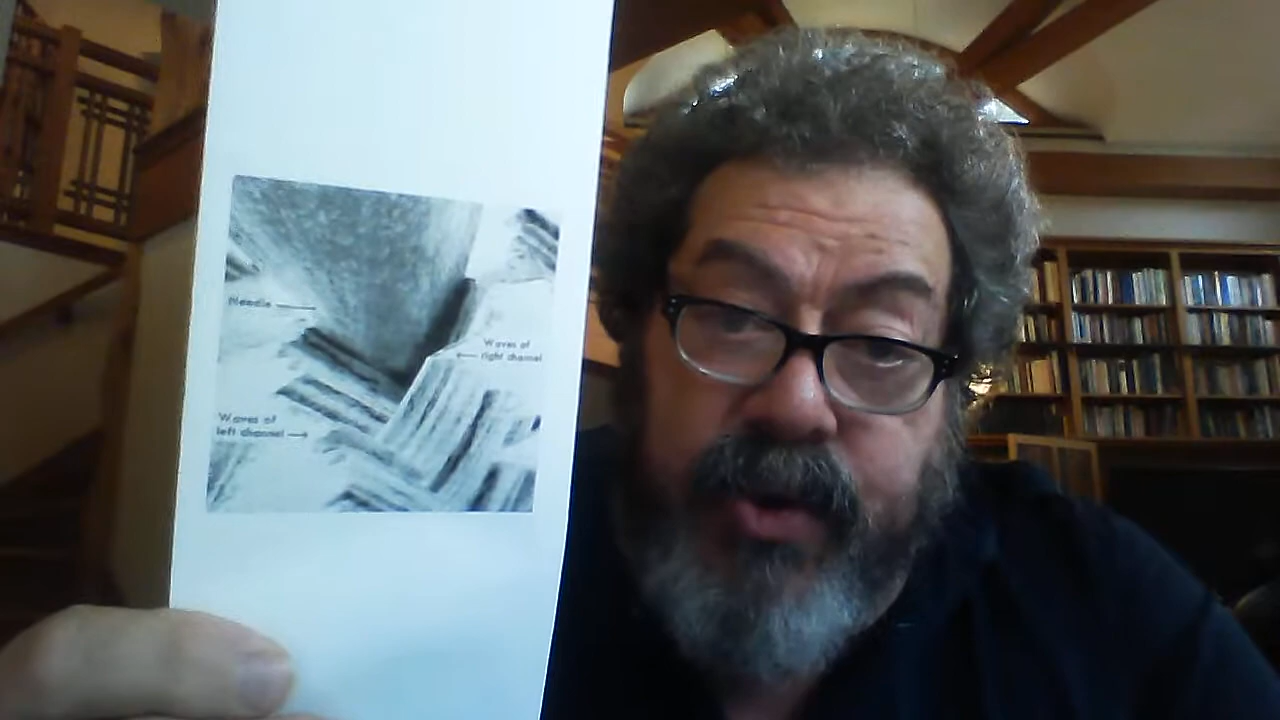 Needle
Waves of
right channel
Waves of
left channel